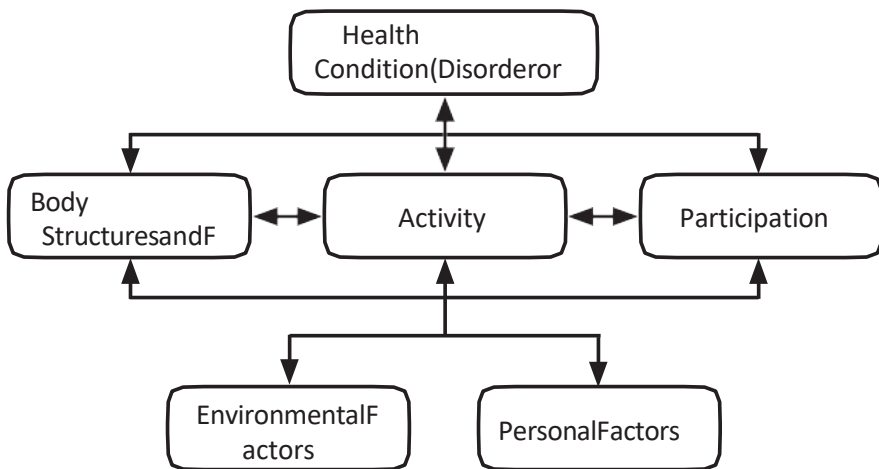 Health
Condition(Disorderor
Body
StructuresandF
Activity
Participation
EnvironmentalF
actors
PersonalFactors